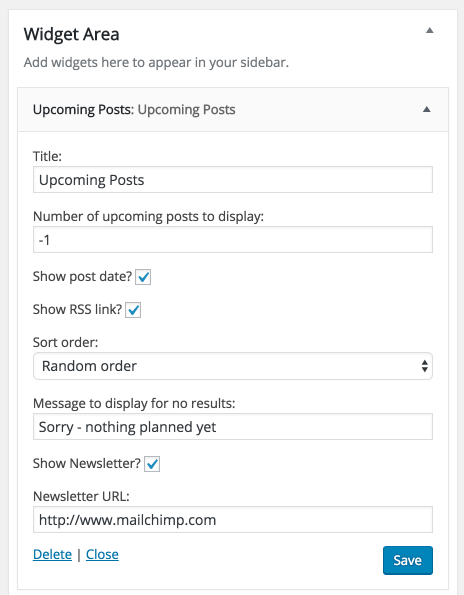 Widget Area
Add widgets here to appear in your sidebar.
Upcoming Posts: Upcoming Posts
Title:
Upcoming Posts
Number of upcoming posts to display:
-1
Show post date?
Show RSS link?
Sort order:
Random order
Message to display for no results:
Sorry - nothing planned yet
Show Newsletter?
Newsletter URL:
http://www.mailchimp.com
Delete | Close Save